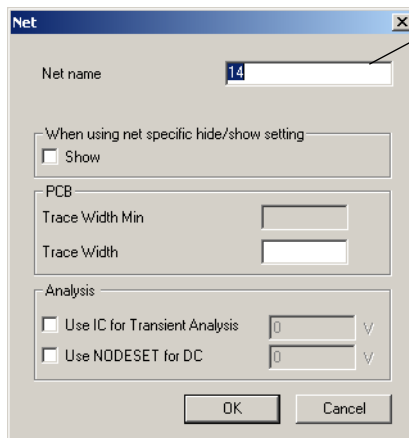 Net
Net name 14
When using net specific hide/show setting
Show
PCB
Trace Width Min
Trace Width
Analysis
Use IC for Transient Analysis 0 V
Use NODESET for DC 0 V
OK Cancel